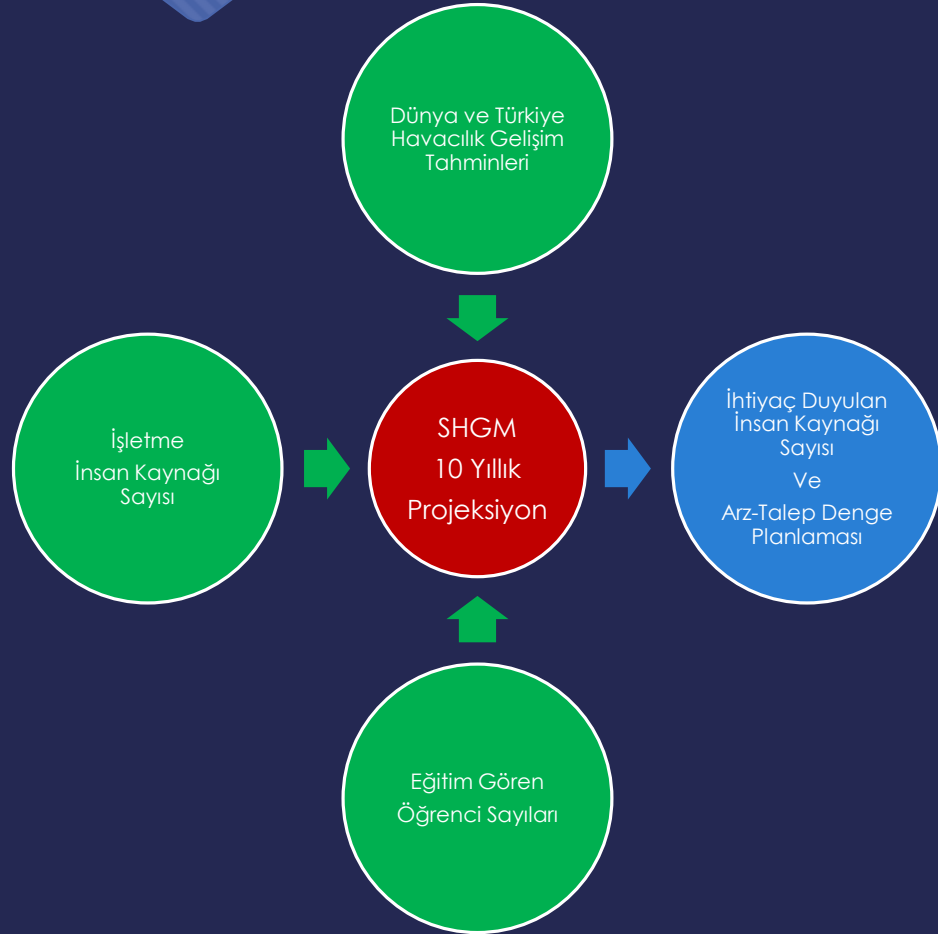 Dünya ve Türkiye
Havacılık Gelişim
Tahminleri
İşletme
İnsan Kaynağı
Sayısı
SHGM
10 Yıllık
Projeksiyon
İhtiyaç Duyulan
İnsan Kaynağı
Sayısı
Ve
Arz-Talep Denge
Planlaması
Eğitim Gören
Öğrenci Sayıları